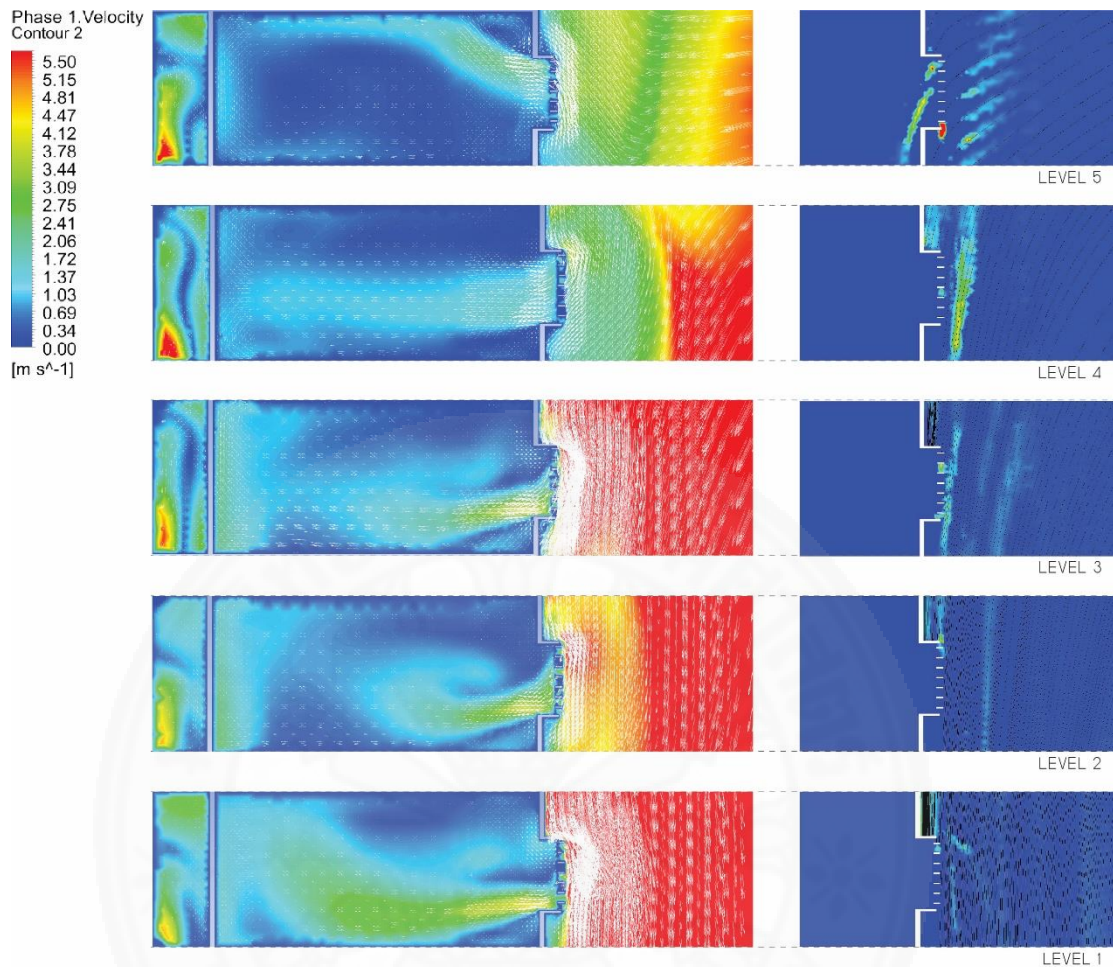 Phase 1.Velocity
Contour 2
5.50
5.15
4.81
4.47
4.12
3.78
3.44
3.09
2.75
2.41
2.06
1.72
1.37
1.03
0.69
0.34
0.00
[m s^-1]
LEVEL 5
LEVEL 4
LEVEL 3
LEVEL 2
LEVEL 1